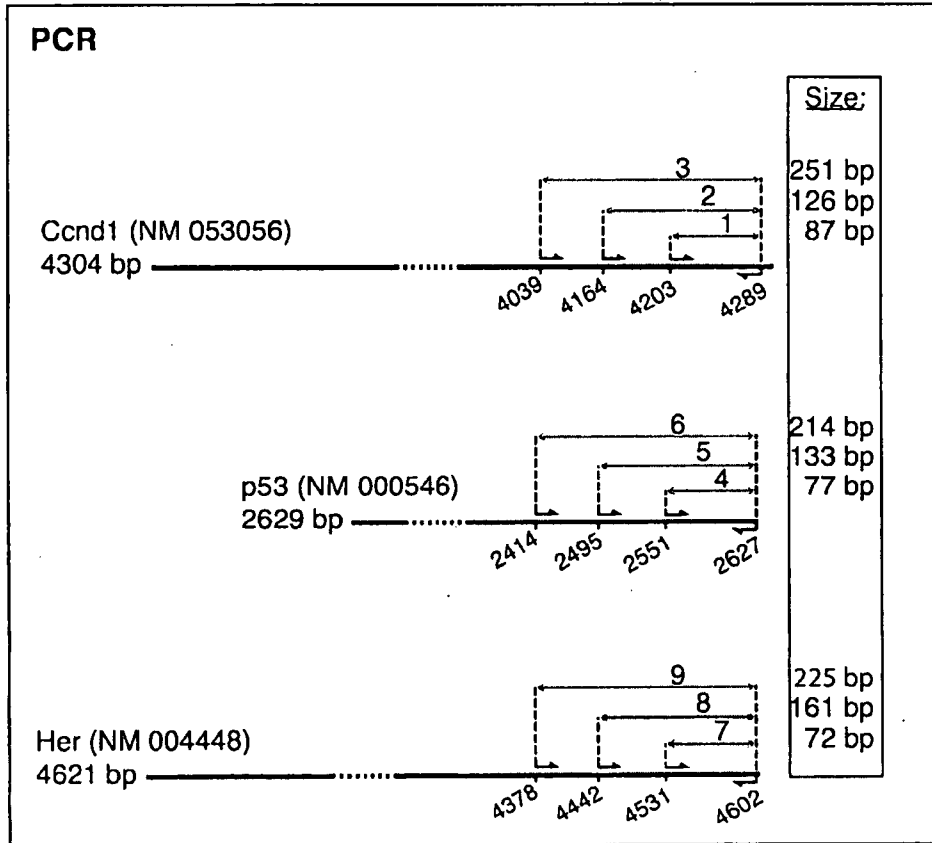 PCR
Size:
3
251 bp
2
126 bp
1
87 bp
Ccnd1 (NM 053056)
4304 bp
4039
4164
4203
4289
6
214 bp
5
133 bp
4
77 bp
p53 (NM 000546)
2629 bp
2414
2495
2551
2627
9
225 bp
8
161 bp
7
72 bp
Her (NM 004448)
4621 bp
4378
4442
4531
4602